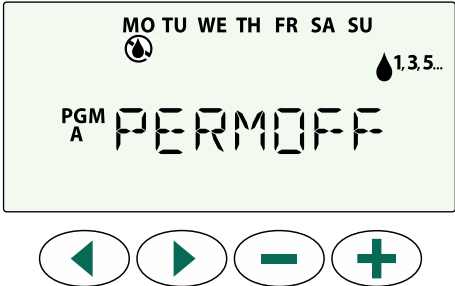 MO TU WE TH FR SA SU
1, 3, 5...
PGM A PERMOFF